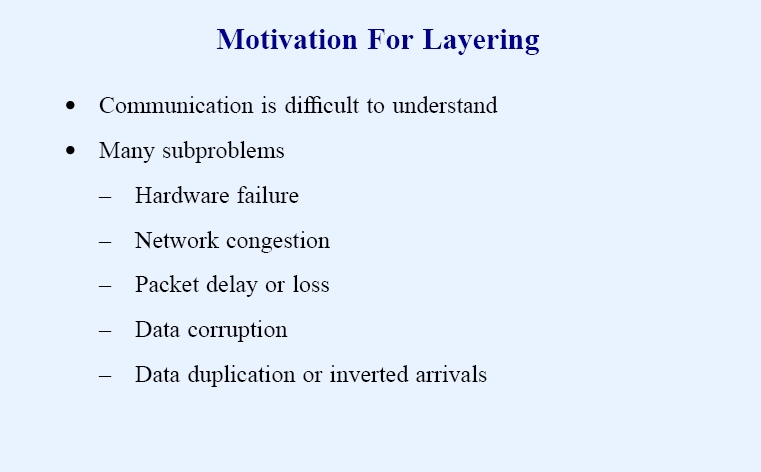 Motivation For Layering
• Communication is difficult to understand
• Many subproblems
– Hardware failure
– Network congestion
– Packet delay or loss
– Data corruption
– Data duplication or inverted arrivals